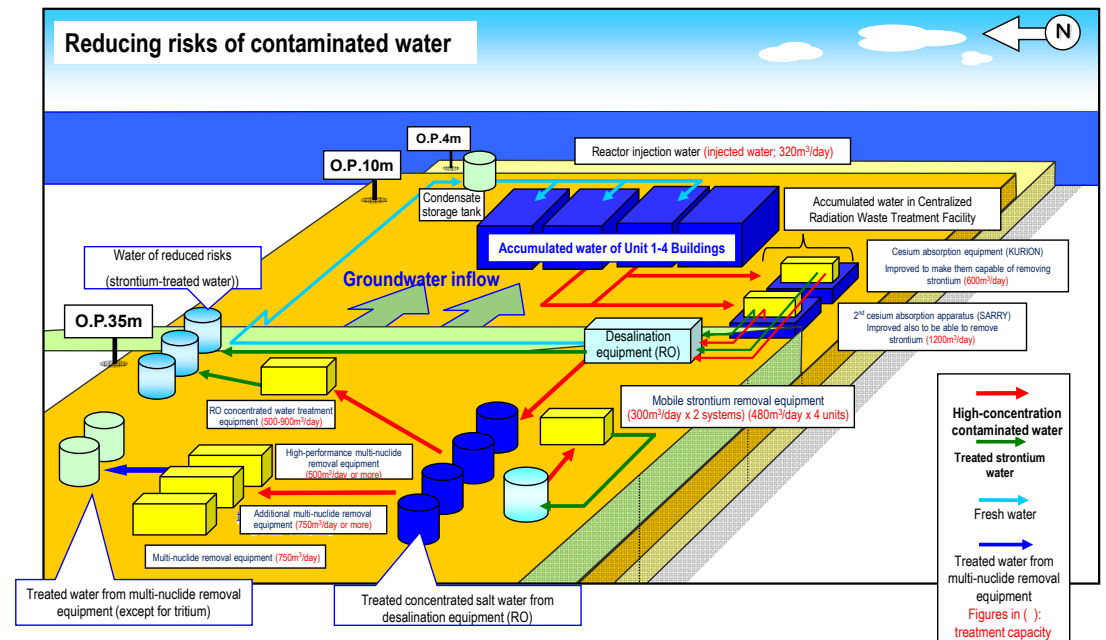 Reducing risks of contaminated water
N
O.P.4m
O.P.10m
Reactor injection water (injected water; 320m³/day)
Condensate
storage tank
Accumulated water in Centralized
Radiation Waste Treatment Facility
Accumulated water of Unit 1-4 Buildings
Water of reduced risks
(strontium-treated water))
Groundwater inflow
Cesium absorption equipment (KURION)
Improved to make them capable of removing
strontium (600m³/day)
O.P.35m
2nd cesium absorption apparatus (SARRY)
Improved also to be able to remove
strontium (1200m³/day)
Desalination
equipment (RO)
RO concentrated water treatment
equipment (500-900m³/day)
Mobile strontium removal equipment
(300m³/day x 2 systems) (480m³/day x 4 units)
High-performance multi-nuclide
removal equipment
(500m³/day or more)
Additional multi-nuclide removal
equipment (750m³/day or more)
Multi-nuclide removal equipment (750m³/day)
Treated water from multi-nuclide removal
equipment (except for tritium)
Treated concentrated salt water from
desalination equipment (RO)
High-concentration
contaminated water
Treated strontium
water
Fresh water
Treated water from
multi-nuclide removal
equipment
Figures in ( ):
treatment capacity